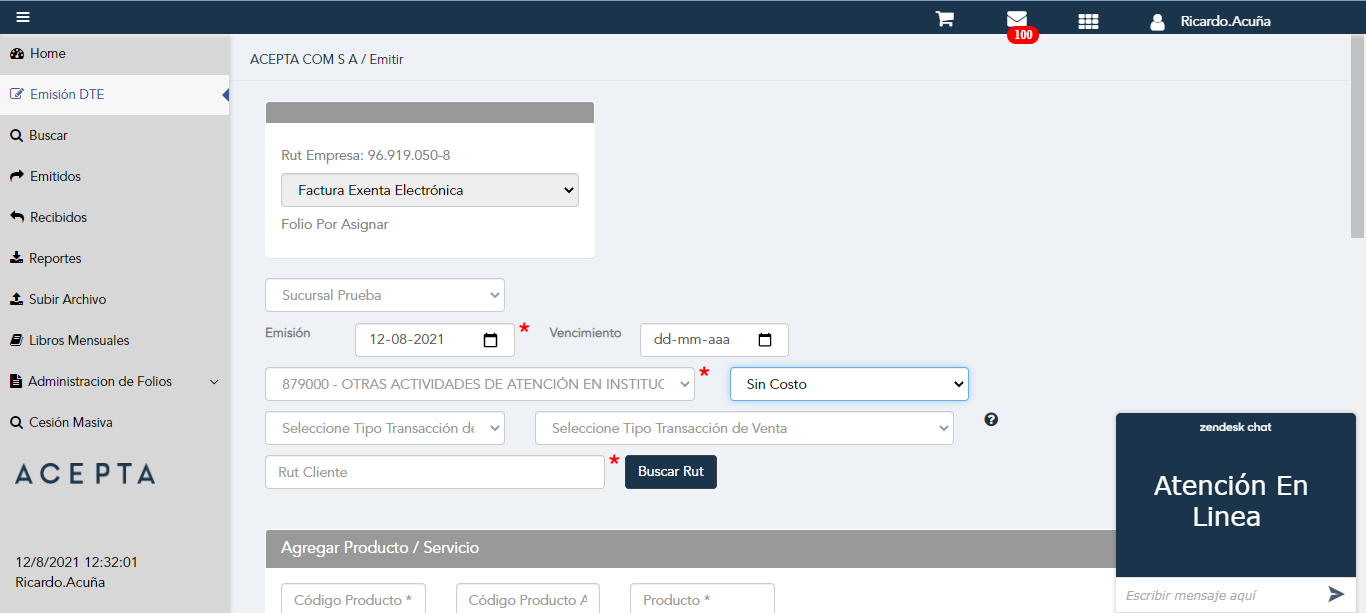 100
Ricardo.Acuña
Home
Emisión DTE
Buscar
Emitidos
Recibidos
Reportes
Subir Archivo
Libros Mensuales
Administracion de Folios
Cesión Masiva
ACEPTA
12/8/2021 12:32:01
Ricardo.Acuña
ACEPTA COM S A / Emitir
Rut Empresa: 96.919.050-8
Factura Exenta Electrónica
Folio Por Asignar
Sucursal Prueba
Emisión 12-08-2021 * Vencimiento dd-mm-aaa
879000 - OTRAS ACTIVIDADES DE ATENCIÓN EN INSTITUC * Sin Costo
Seleccione Tipo Transacción de Seleccione Tipo Transacción de Venta ?
Rut Cliente * Buscar Rut
Agregar Producto / Servicio
Código Producto * Código Producto A Producto *
zendesk chat
Atención En
Linea
Escribir mensaje aquí